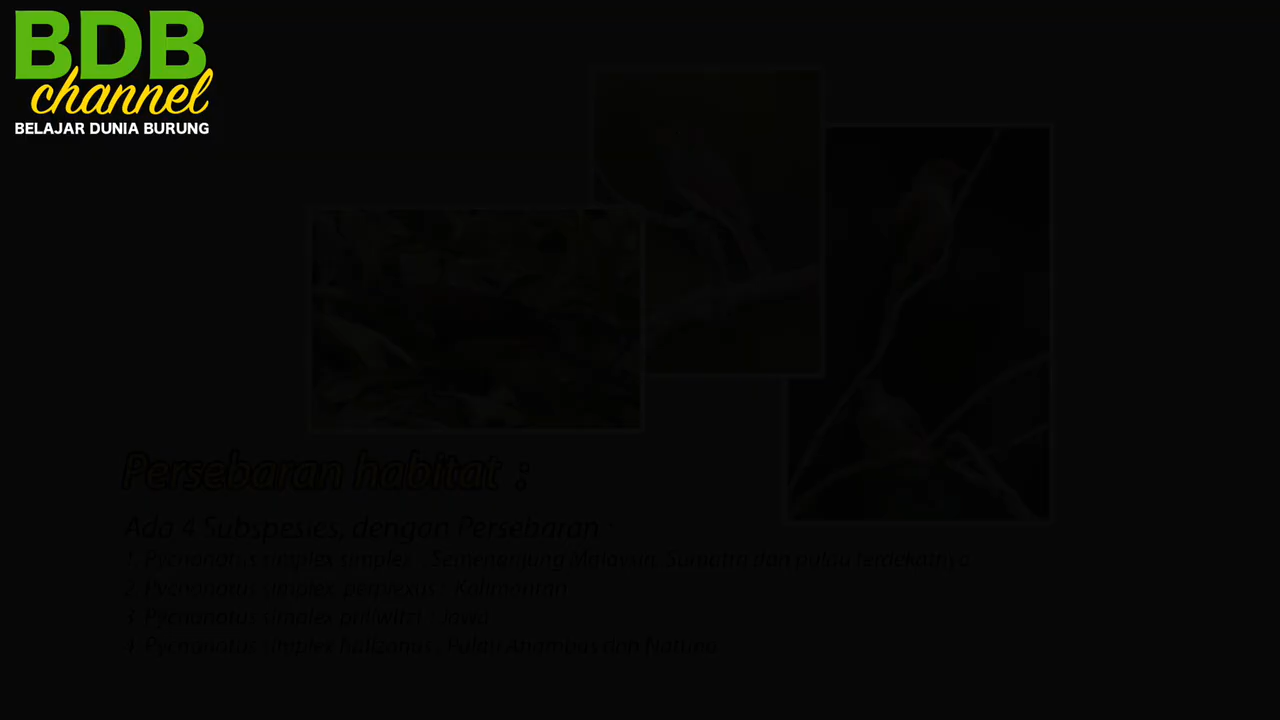 BDB
channel
BELAJAR DUNIA BURUNG
Persebaran habitat :
Ada 4 Subspesies, dengan Persebaran :
1. Pycnonotus simplex simplex : Semenanjung Malaysia, Sumatra dan pulau terdekatnya
2. Pycnonotus simplex perplexus : Kalimantan
3. Pycnonotus simplex : Jawa
4. Pycnonotus simplex halizonus : Pulau Anambas dan Natuna